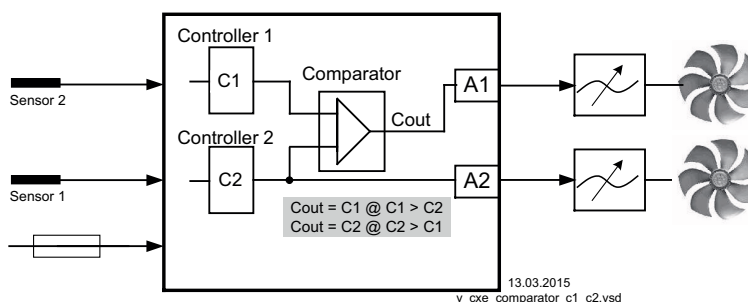 Controller 1
C1
Comparator
A1
Sensor 2
Cout
Controller 2
C2
A2
Sensor 1
Cout = C1 @ C1 > C2
Cout = C2 @ C2 > C1
13.03.2015
v_cxe_comparator_c1_c2.vsd